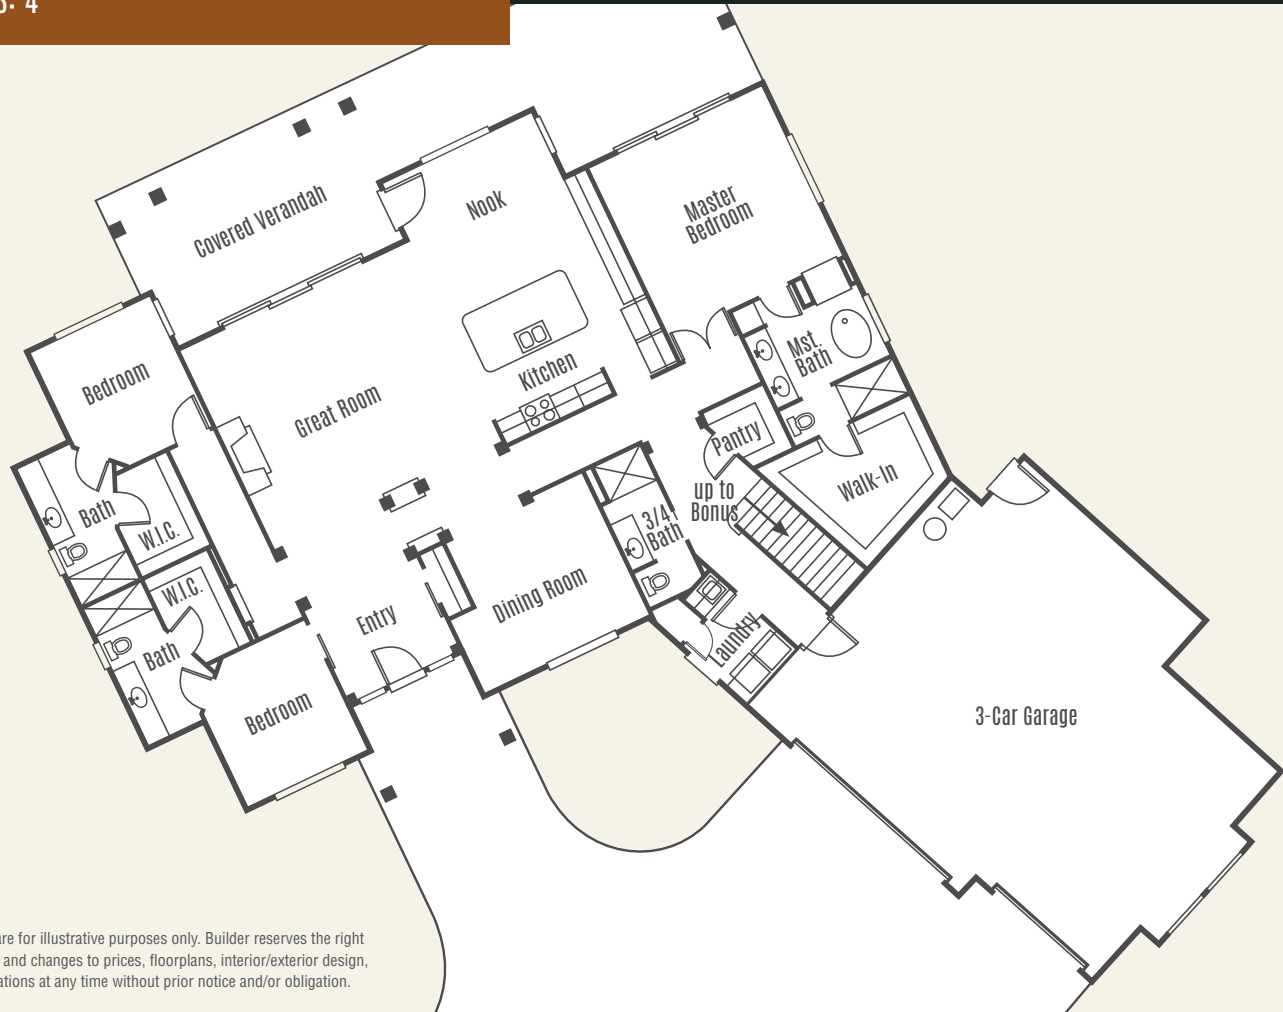 Covered Verandah
Nook
Master
Bedroom
Bedroom
Great Room
Kitchen
Mst.
Bath
Pantry
Walk-In
up to
Bonus
3/4
Bath
Bath
W.I.C.
W.I.C.
Bath
Entry
Dining Room
Laundry
Bedroom
3-Car Garage
are for illustrative purposes only. Builder reserves the right
and changes to prices, floorplans, interior/exterior design,
ations at any time without prior notice and/or obligation.